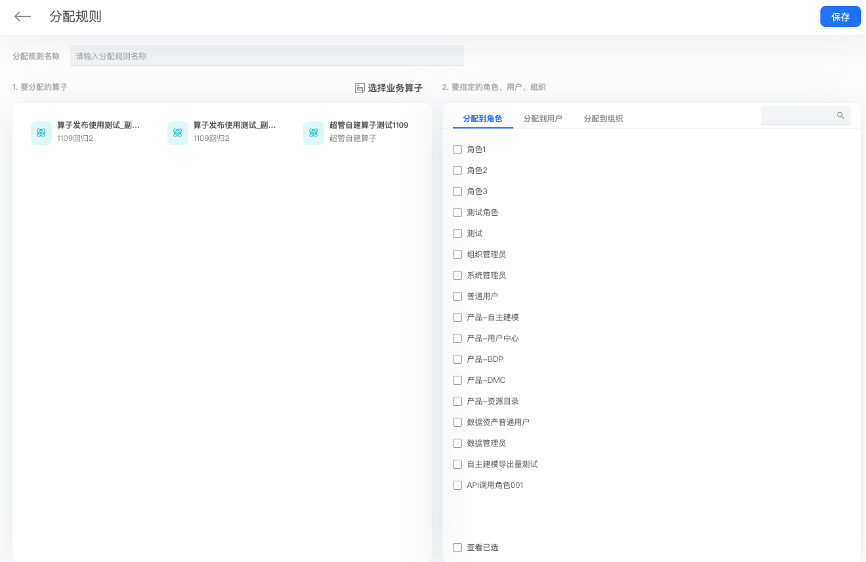 分配规则
保存
分配规则名称
请输入分配规则名称
1. 要分配的算子
选择业务算子
算子发布使用测试_副...
1109回归2
算子发布使用测试_副...
1109回归2
超管自建算子测试1109
超管自建算子
2. 要指定的角色、用户、组织
分配到角色
分配到用户
分配到组织
角色1
角色2
角色3
测试角色
测试
组织管理员
系统管理员
普通用户
产品-自主建模
产品-用户中心
产品-BDP
产品-DMC
产品-资源目录
数据资产普通用户
数据管理员
自主建模导出量测试
API调用角色001
查看已选